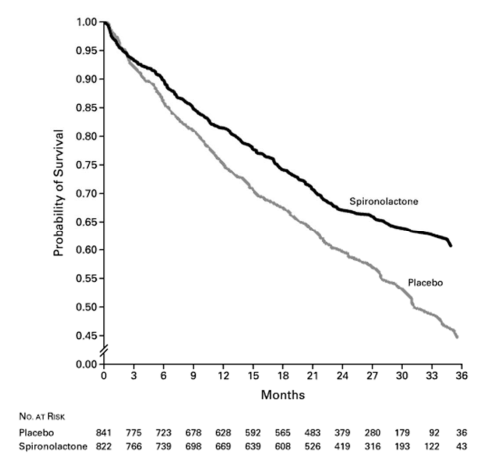 1.00
0.95
0.90
0.85
0.80
0.75
0.70
0.65
0.60
0.55
0.50
0.45
0.00
Probability of Survival
Spironolactone
Placebo
0 3 6 9 12 15 18 21 24 27 30 33 36
Months
No. at Risk
Placebo 841 775 723 678 628 592 565 483 379 280 179 92 36
Spironolactone 822 766 739 698 669 639 608 526 419 316 193 122 43